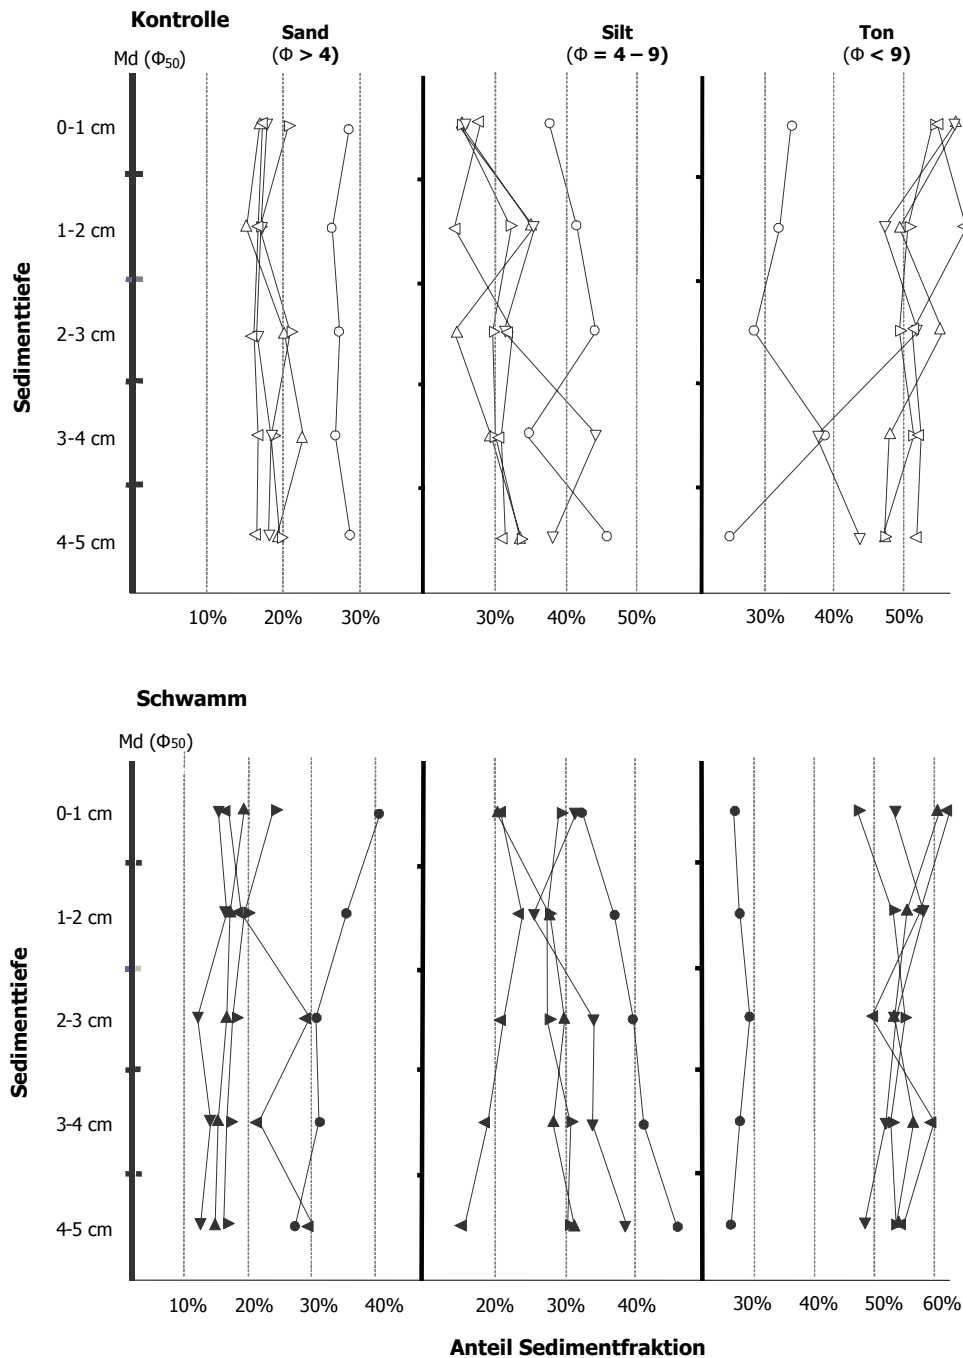 Kontrolle
Sand
(Φ > 4)
Silt
(Φ = 4 – 9)
Ton
(Φ < 9)
Md (Φ50)
Sedimenttiefe
0-1 cm
1-2 cm
2-3 cm
3-4 cm
4-5 cm
10% 20% 30% 30% 40% 50% 30% 40% 50%
Schwamm
Md (Φ50)
Sedimenttiefe
0-1 cm
1-2 cm
2-3 cm
3-4 cm
4-5 cm
10% 20% 30% 40% 20% 30% 40% 30% 40% 50% 60%
Anteil Sedimentfraktion